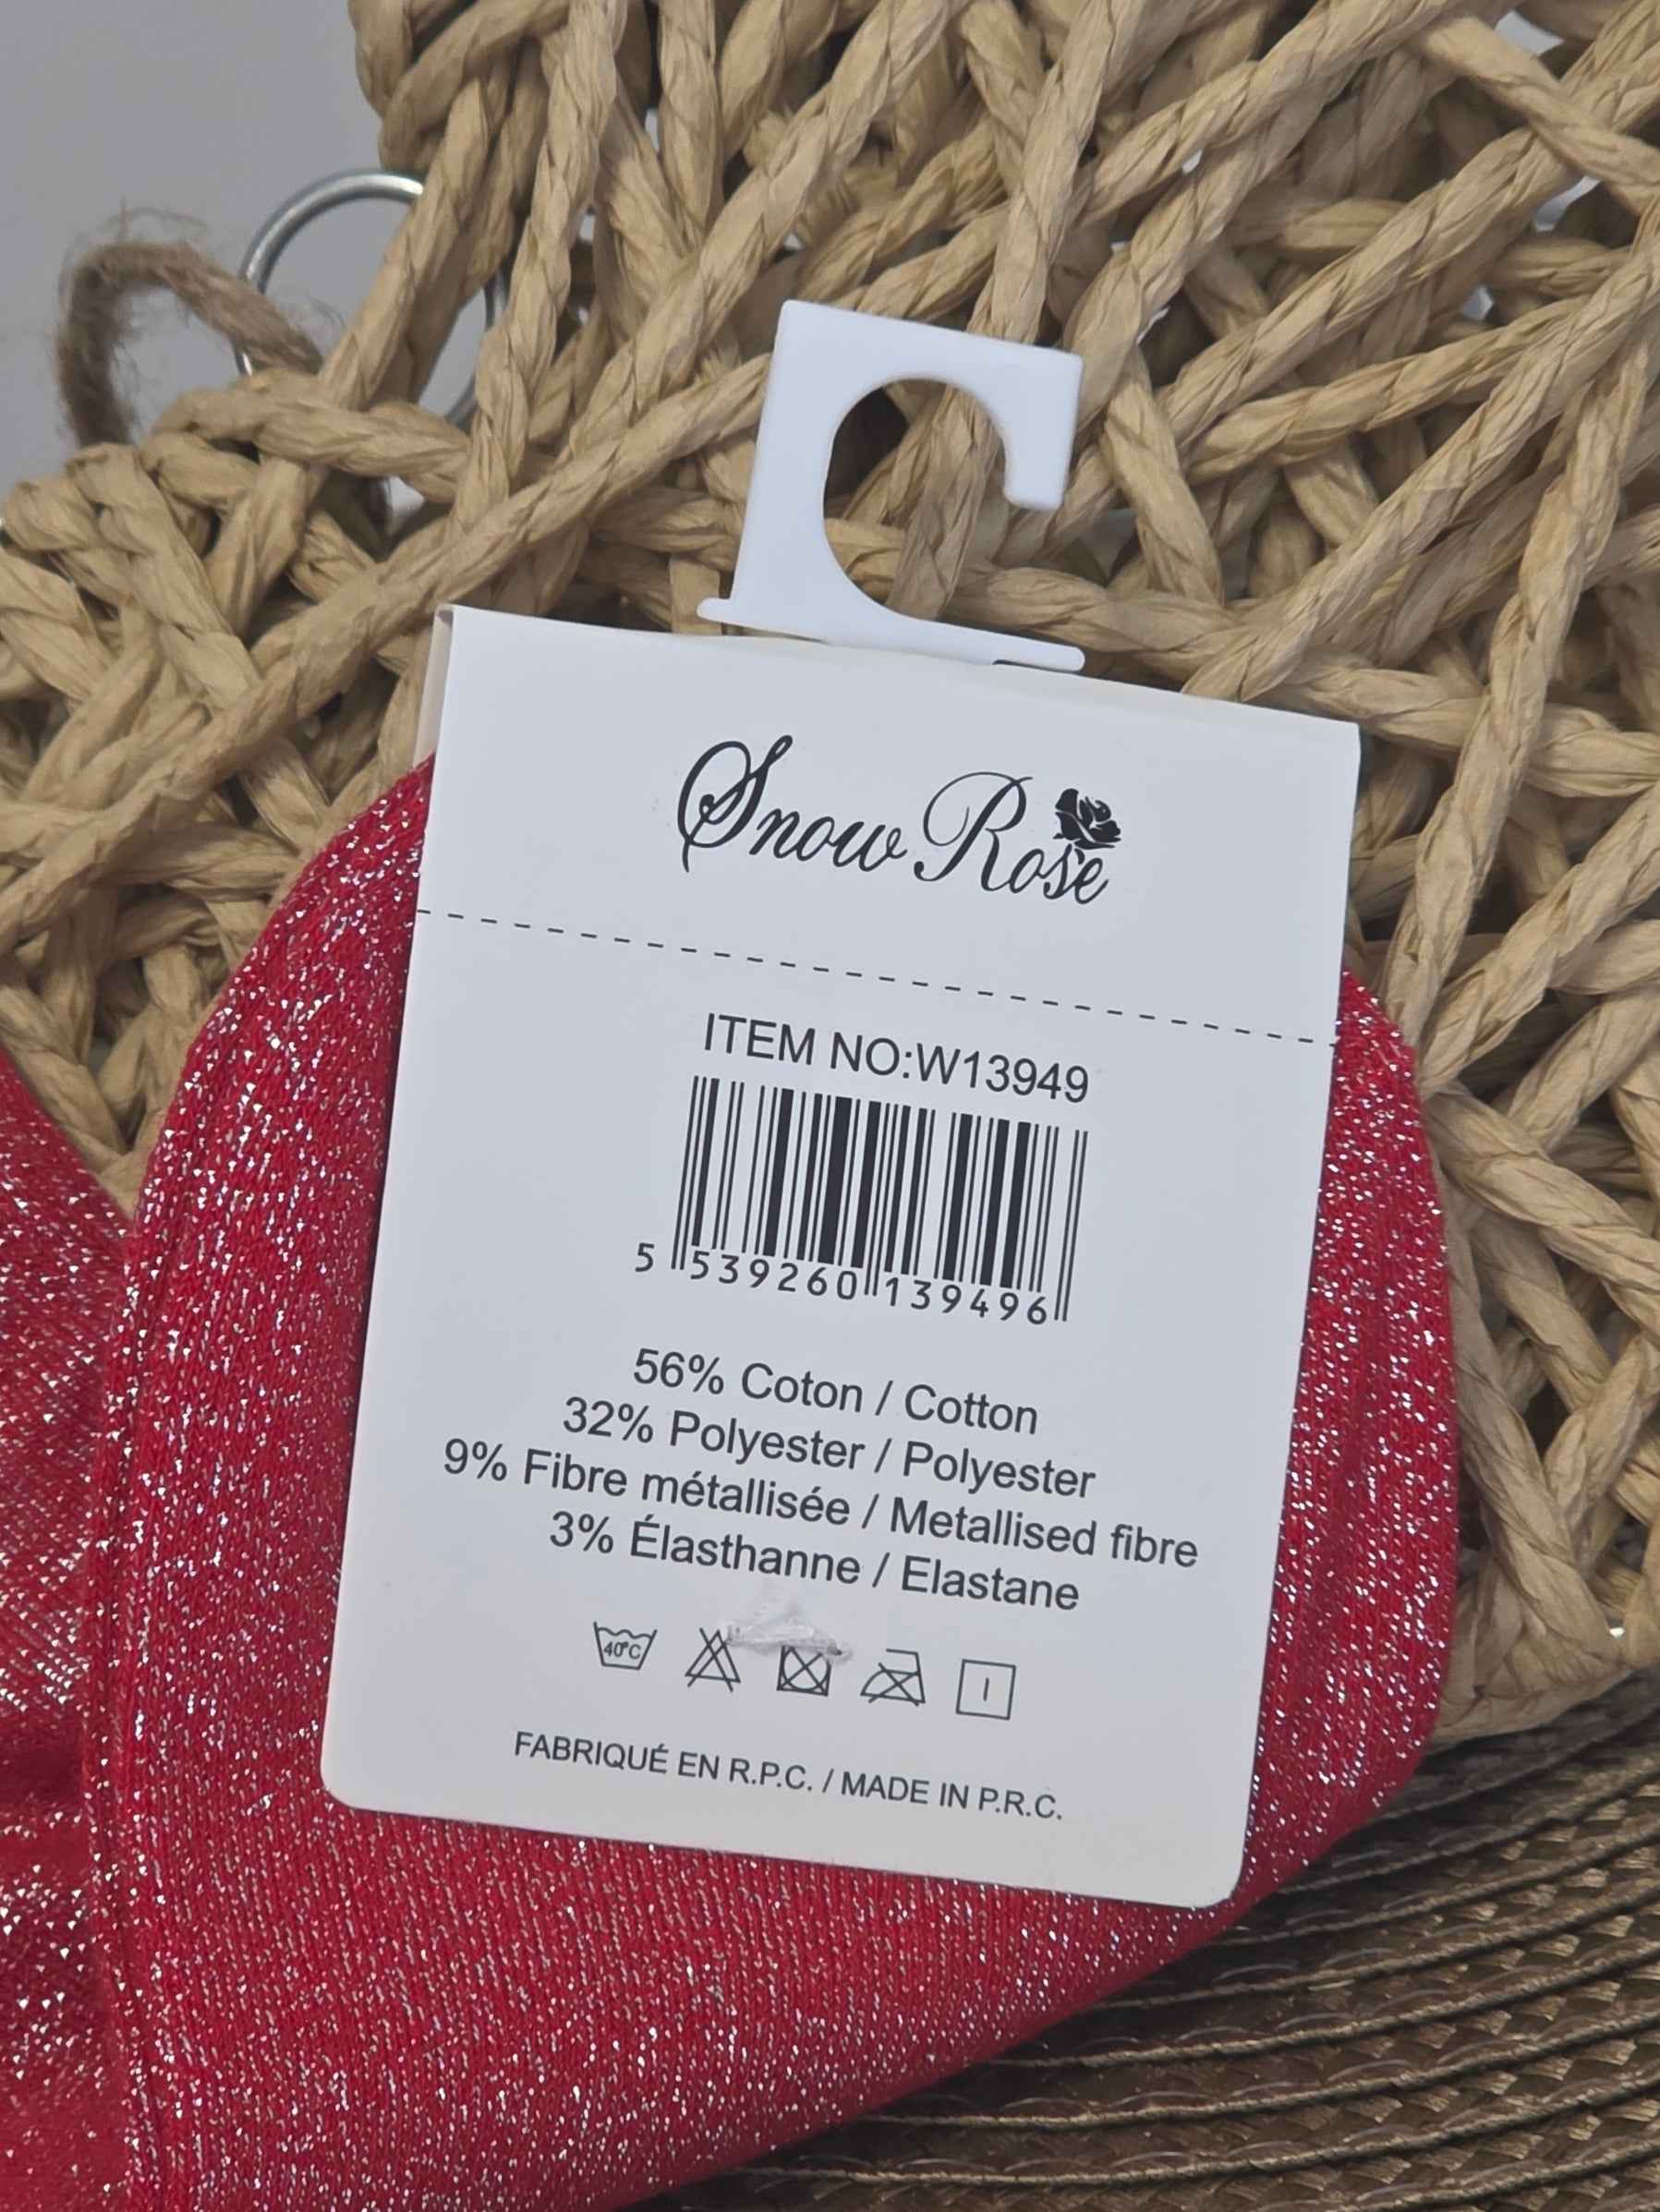 Snow Rose
ITEM NO:W13949
5 539260 139496
56% Coton / Cotton
32% Polyester / Polyester
9% Fibre métallisée / Metallised fibre
3% Élasthanne / Elastane
40°C
FABRIQUÉ EN R.P.C. / MADE IN P.R.C.